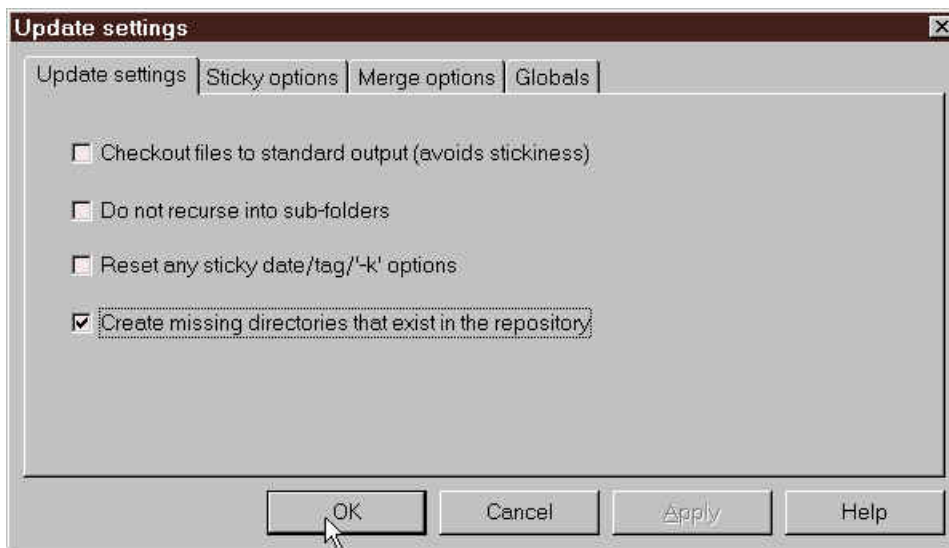 Update settings
Update settings Sticky options Merge options Globals
Checkout files to standard output (avoids stickiness)
Do not recurse into sub-folders
Reset any sticky date/tag/'-k' options
Create missing directories that exist in the repository
OK Cancel Apply Help